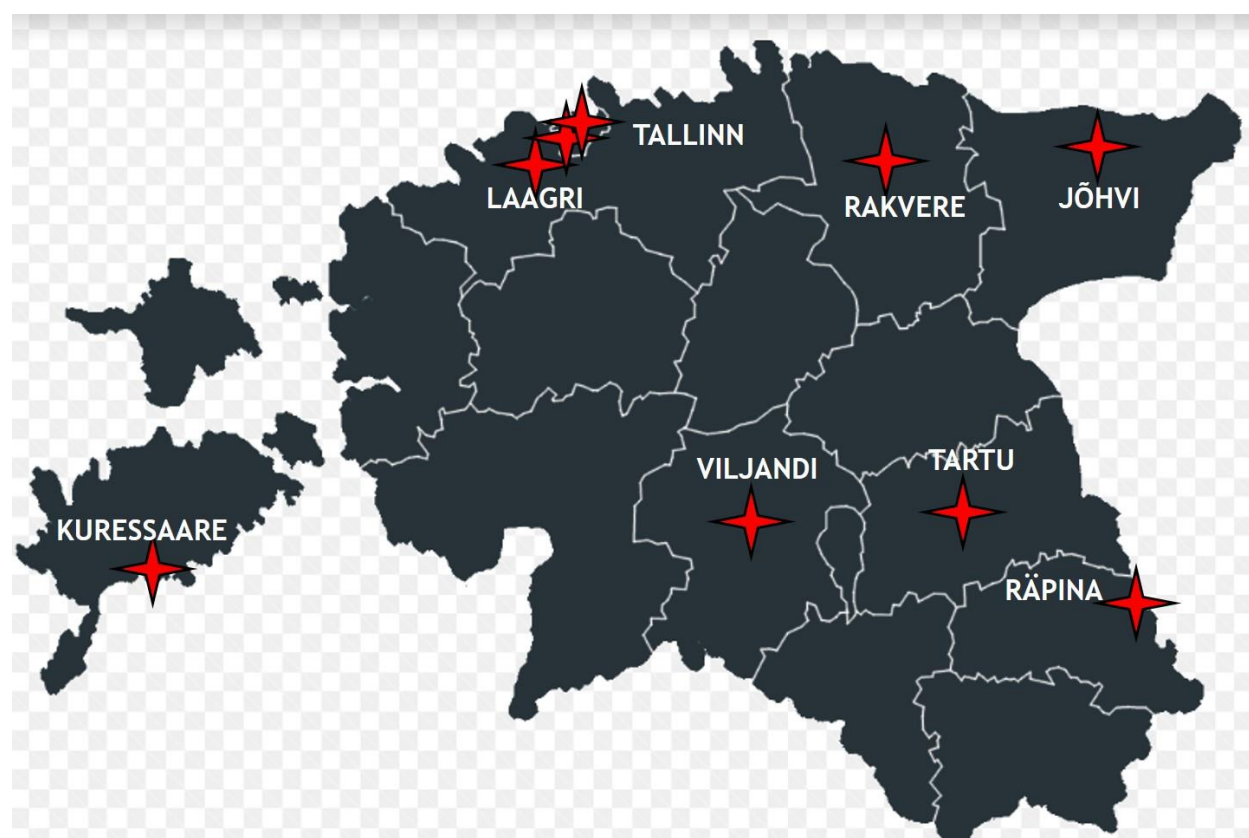 TALLINN
LAAGRI
RAKVERE
JÕHVI
VILJANDI
TARTU
KURESSAARE
RÄPINA